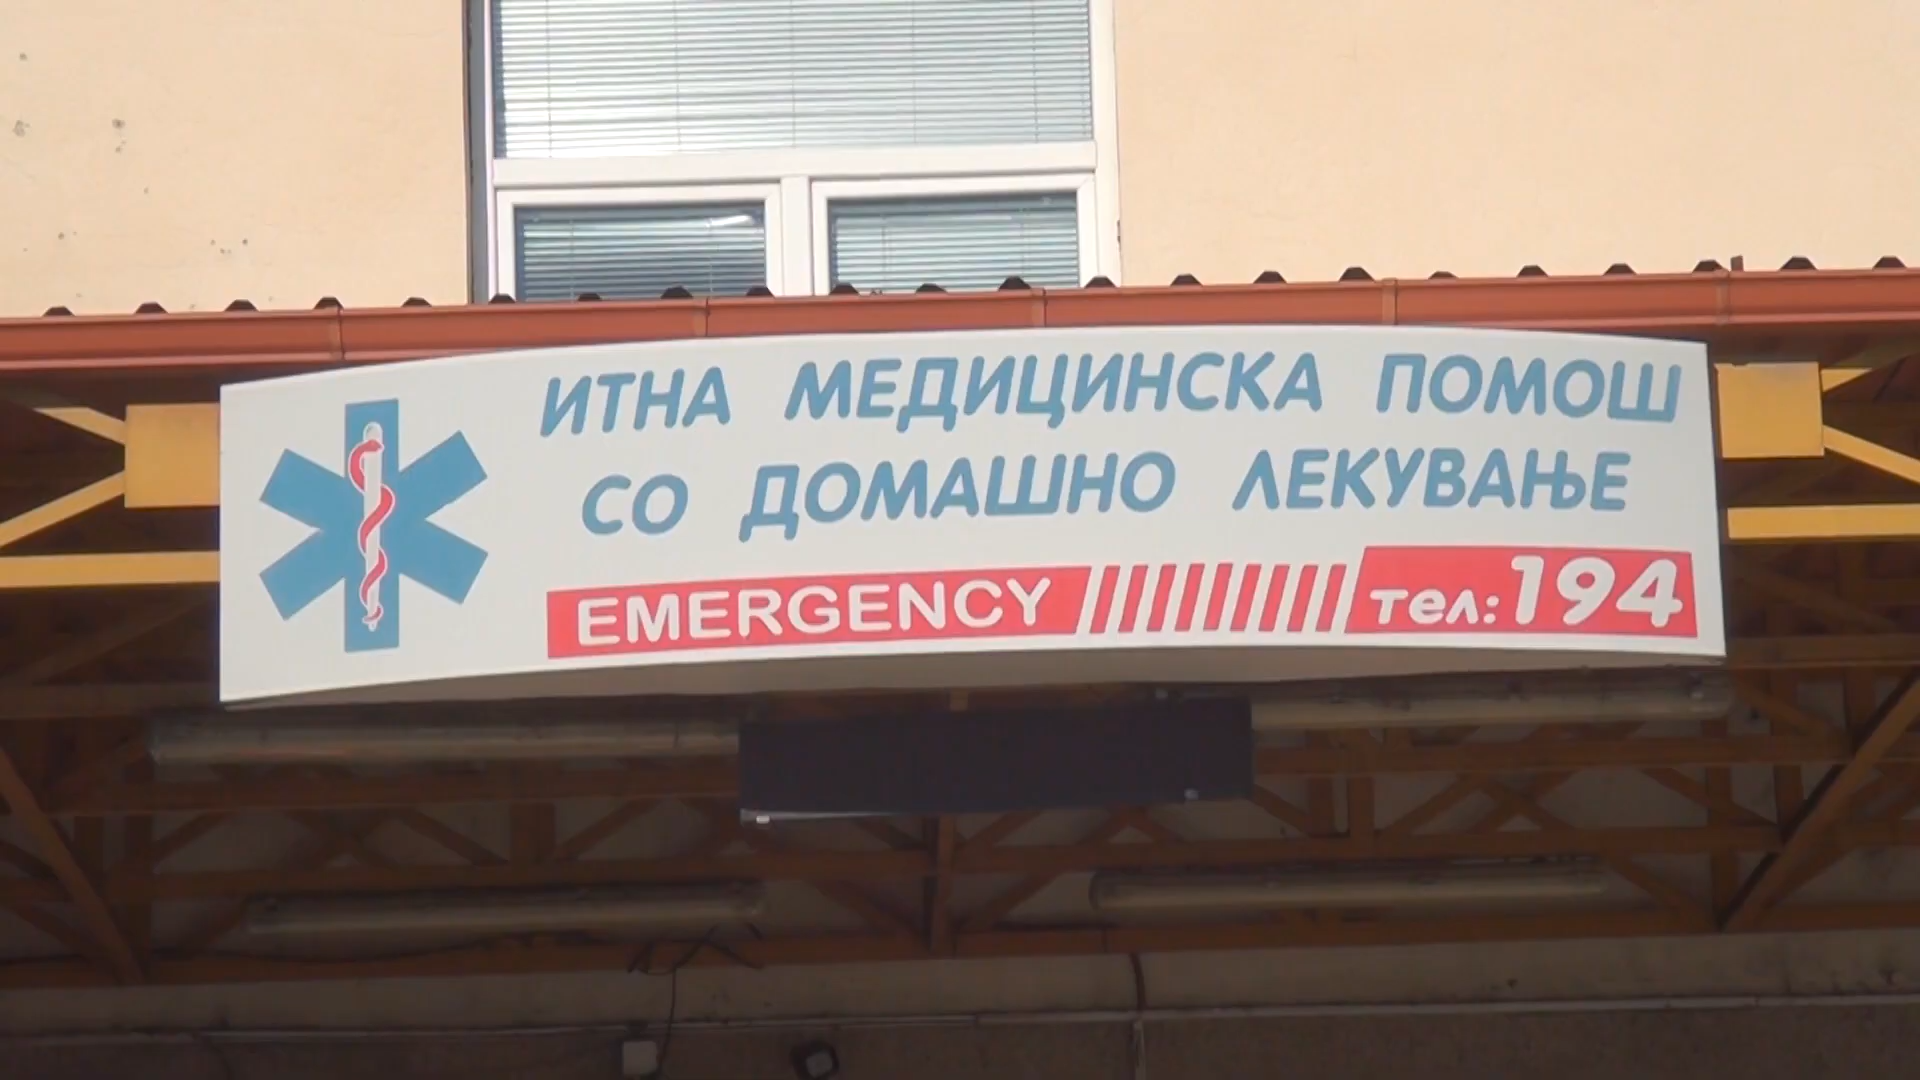 ИТНА МЕДИЦИНСКА ПОМОШ
СО ДОМАШНО ЛЕКУВАЊЕ
EMERGENCY тел:194